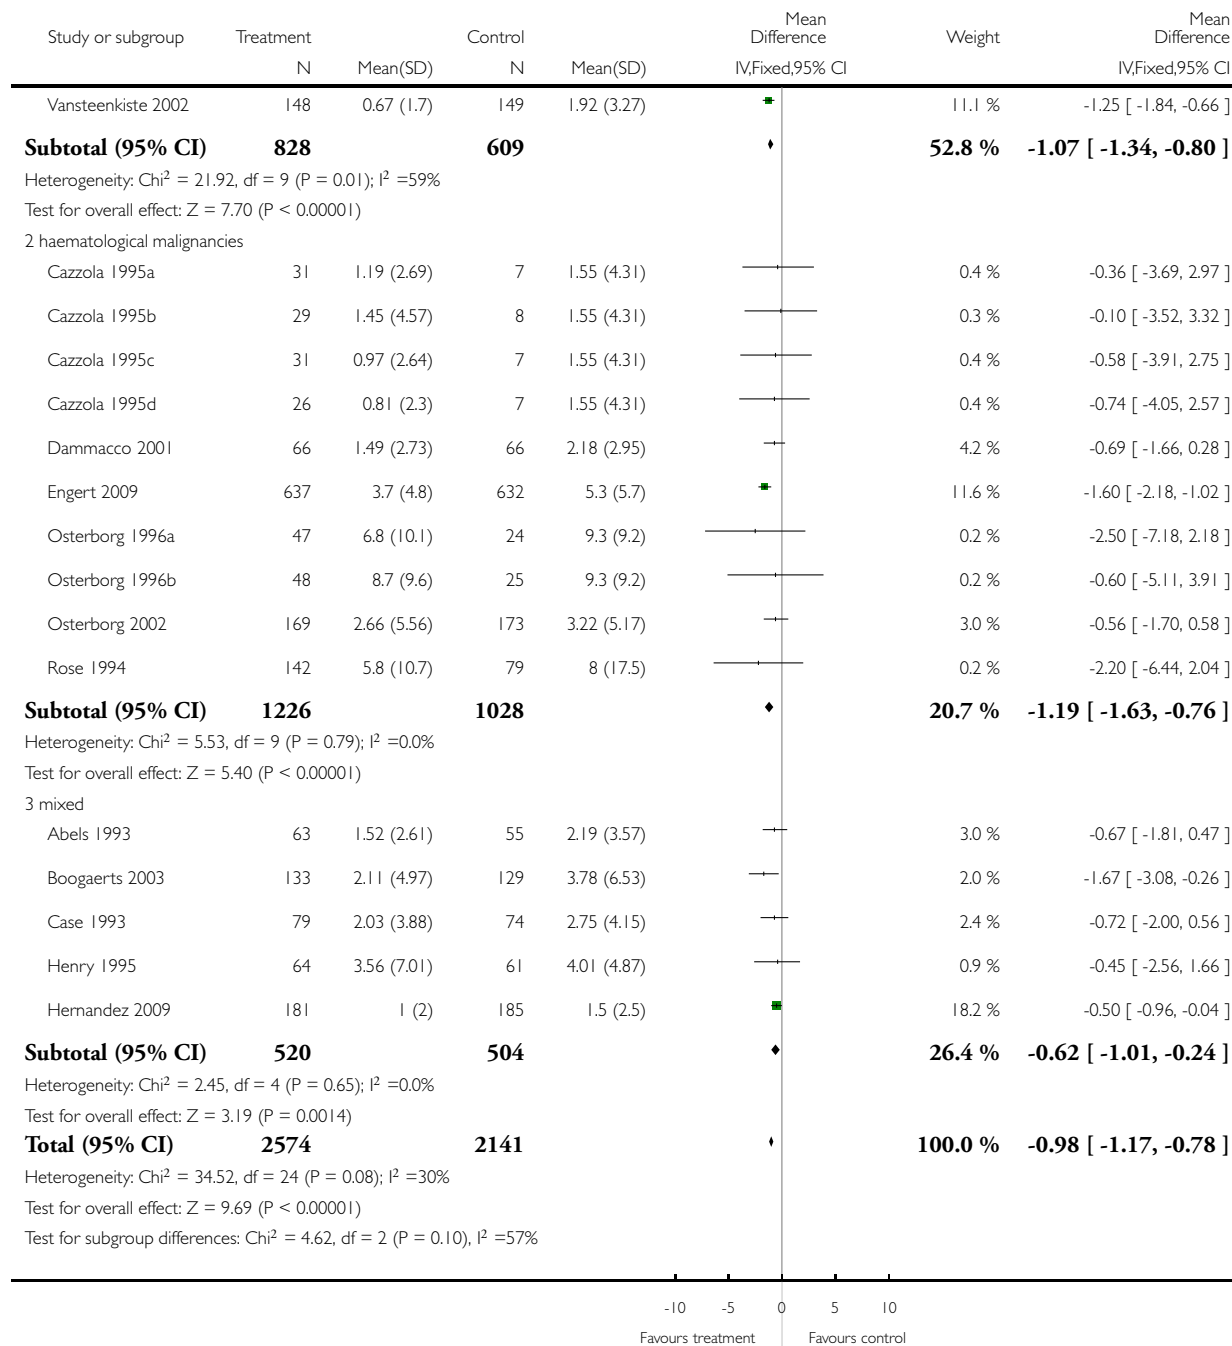 Study or subgroup Treatment Control Mean Difference Weight Mean Difference
N Mean(SD) N Mean(SD) IV,Fixed,95% CI IV,Fixed,95% CI
Vansteenkiste 2002 148 0.67 (1.7) 149 1.92 (3.27) 11.1 % -1.25 [ -1.84, -0.66 ]
Subtotal (95% CI) 828 609 52.8 % -1.07 [ -1.34, -0.80 ]
Heterogeneity: Chi² = 21.92, df = 9 (P = 0.01); I² =59%
Test for overall effect: Z = 7.70 (P < 0.00001)
2 haematological malignancies
Cazzola 1995a 31 1.19 (2.69) 7 1.55 (4.31) 0.4 % -0.36 [ -3.69, 2.97 ]
Cazzola 1995b 29 1.45 (4.57) 8 1.55 (4.31) 0.3 % -0.10 [ -3.52, 3.32 ]
Cazzola 1995c 31 0.97 (2.64) 7 1.55 (4.31) 0.4 % -0.58 [ -3.91, 2.75 ]
Cazzola 1995d 26 0.81 (2.3) 7 1.55 (4.31) 0.4 % -0.74 [ -4.05, 2.57 ]
Dammacco 2001 66 1.49 (2.73) 66 2.18 (2.95) 4.2 % -0.69 [ -1.66, 0.28 ]
Engert 2009 637 3.7 (4.8) 632 5.3 (5.7) 11.6 % -1.60 [ -2.18, -1.02 ]
Osterborg 1996a 47 6.8 (10.1) 24 9.3 (9.2) 0.2 % -2.50 [ -7.18, 2.18 ]
Osterborg 1996b 48 8.7 (9.6) 25 9.3 (9.2) 0.2 % -0.60 [ -5.11, 3.91 ]
Osterborg 2002 169 2.66 (5.56) 173 3.22 (5.17) 3.0 % -0.56 [ -1.70, 0.58 ]
Rose 1994 142 5.8 (10.7) 79 8 (17.5) 0.2 % -2.20 [ -6.44, 2.04 ]
Subtotal (95% CI) 1226 1028 20.7 % -1.19 [ -1.63, -0.76 ]
Heterogeneity: Chi² = 5.53, df = 9 (P = 0.79); I² =0.0%
Test for overall effect: Z = 5.40 (P < 0.00001)
3 mixed
Abels 1993 63 1.52 (2.61) 55 2.19 (3.57) 3.0 % -0.67 [ -1.81, 0.47 ]
Boogaerts 2003 133 2.11 (4.97) 129 3.78 (6.53) 2.0 % -1.67 [ -3.08, -0.26 ]
Case 1993 79 2.03 (3.88) 74 2.75 (4.15) 2.4 % -0.72 [ -2.00, 0.56 ]
Henry 1995 64 3.56 (7.01) 61 4.01 (4.87) 0.9 % -0.45 [ -2.56, 1.66 ]
Hernandez 2009 181 1 (2) 185 1.5 (2.5) 18.2 % -0.50 [ -0.96, -0.04 ]
Subtotal (95% CI) 520 504 26.4 % -0.62 [ -1.01, -0.24 ]
Heterogeneity: Chi² = 2.45, df = 4 (P = 0.65); I² =0.0%
Test for overall effect: Z = 3.19 (P = 0.0014)
Total (95% CI) 2574 2141 100.0 % -0.98 [ -1.17, -0.78 ]
Heterogeneity: Chi² = 34.52, df = 24 (P = 0.08); I² =30%
Test for overall effect: Z = 9.69 (P < 0.00001)
Test for subgroup differences: Chi² = 4.62, df = 2 (P = 0.10), I² =57%
-10 -5 0 5 10
Favours treatment Favours control